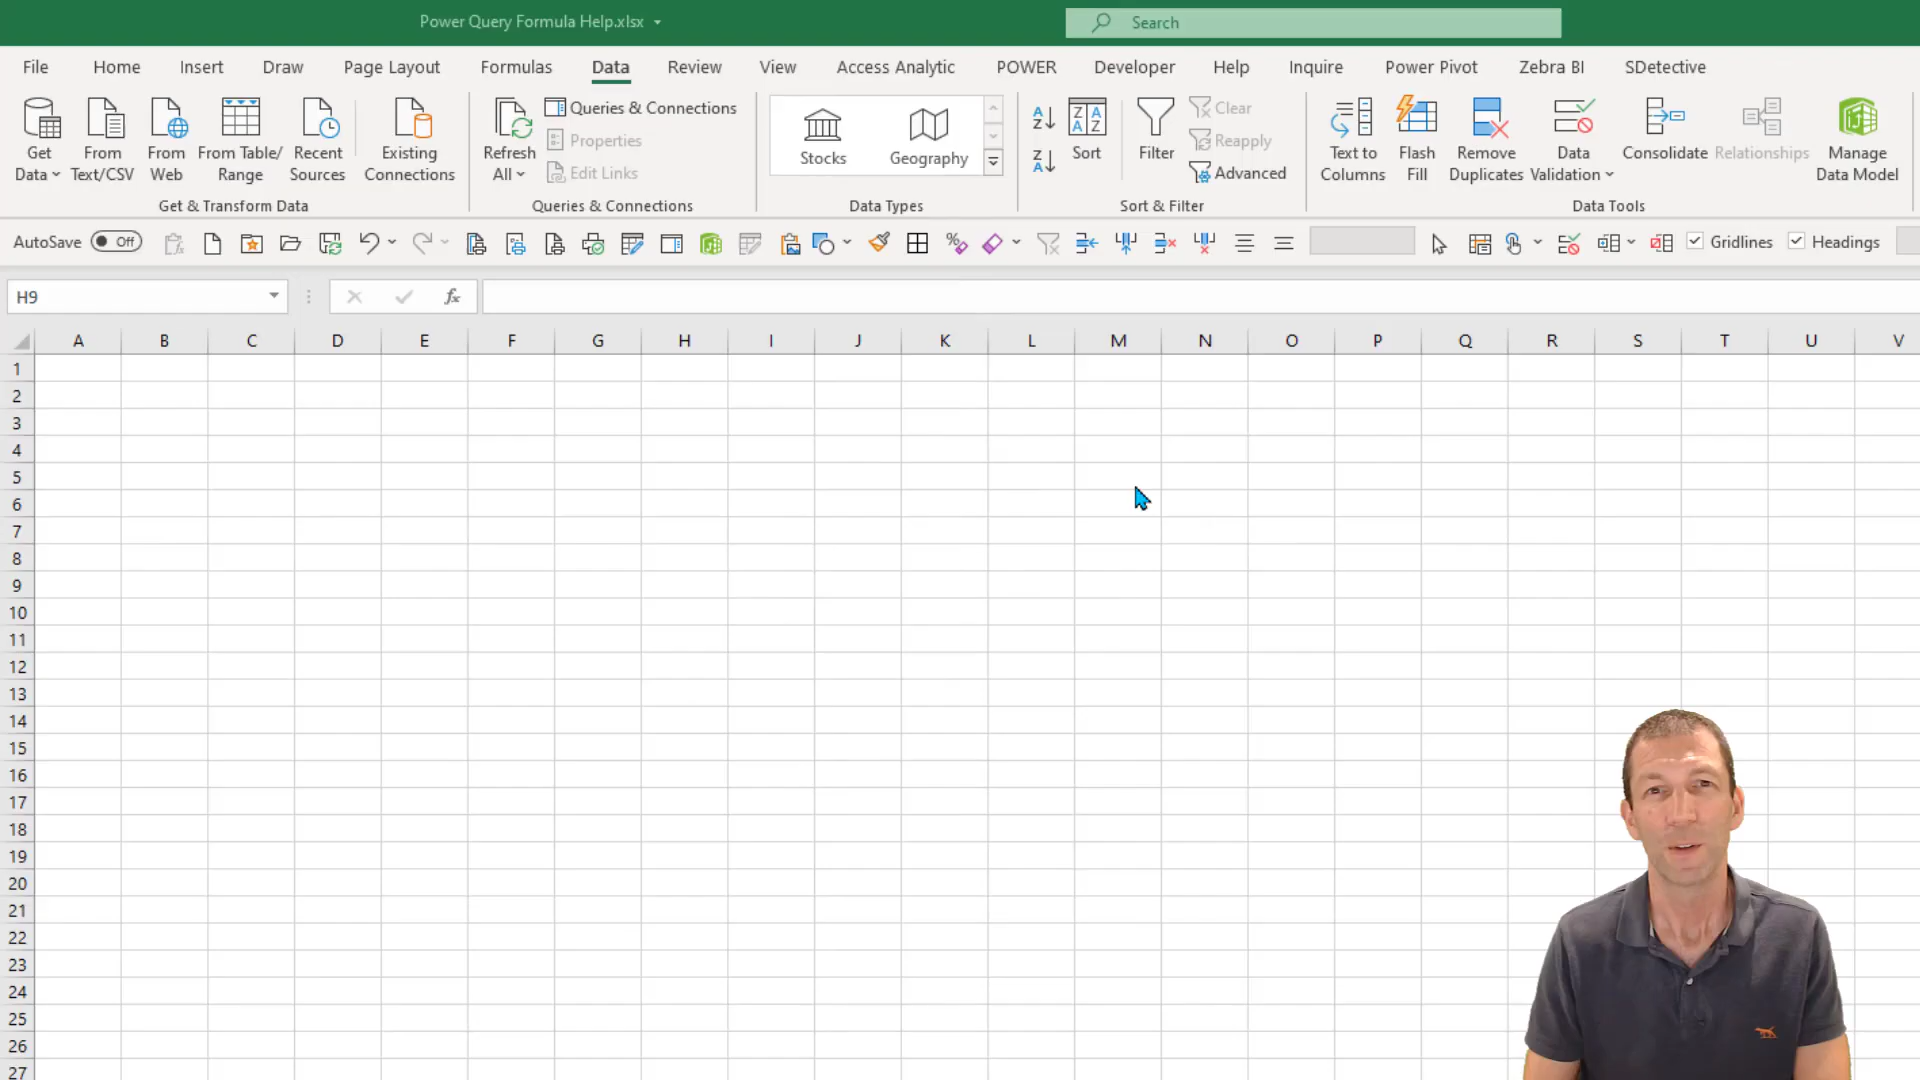 Power Query Formula Help.xlsx
Search
File Home Insert Draw Page Layout Formulas Data Review View Access Analytic POWER Developer Help Inquire Power Pivot Zebra BI SDetective
Get Data
From Text/CSV
From Web
From Table/ Range
Recent Sources
Existing Connections
Get & Transform Data
Refresh All
Queries & Connections
Properties
Edit Links
Queries & Connections
Stocks
Geography
Data Types
Sort
Filter
Clear
Reapply
Advanced
Sort & Filter
Text to Columns
Flash Fill
Remove Duplicates
Data Validation
Consolidate
Relationships
Manage Data Model
Data Tools
AutoSave Off
Gridlines Headings
H9
fx
A B C D E F G H I J K L M N O P Q R S T U V
1
2
3
4
5
6
7
8
9
10
11
12
13
14
15
16
17
18
19
20
21
22
23
24
25
26
27